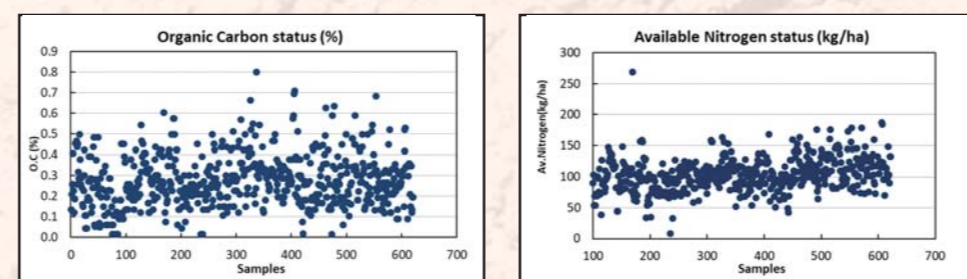 Organic Carbon status (%)
0.9
0.8
0.7
0.6
0.5
0.4
0.3
0.2
0.1
0.0
O.C (%)
0 100 200 300 400 500 600 700
Samples
Available Nitrogen status (kg/ha)
300
250
200
150
100
50
0
Av.Nitrogen(kg/ha)
100 200 300 400 500 600 700
Samples